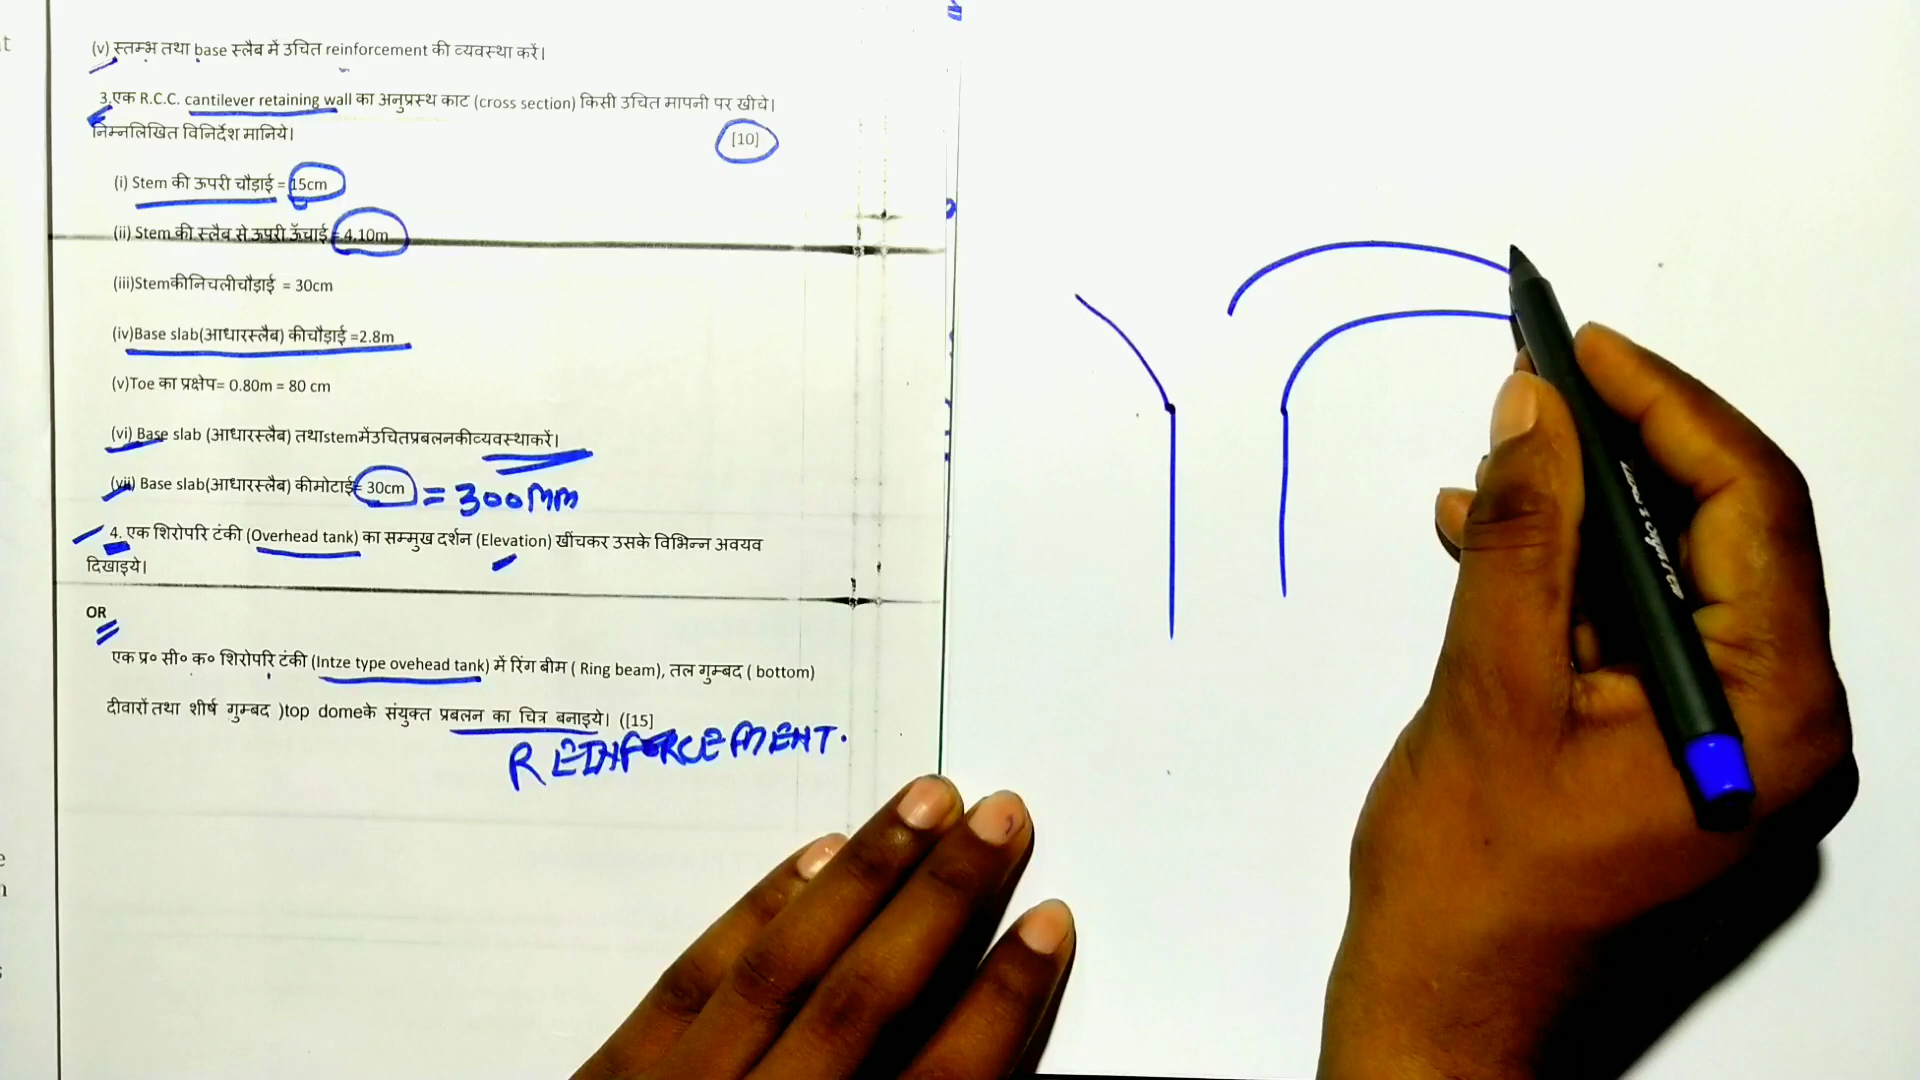 (v) स्तम्भ तथा base स्लैब में उचित reinforcement की व्यवस्था करें।
3.एक R.C.C. cantilever retaining wall का अनुप्रस्थ काट (cross section) किसी उचित मापनी पर खीचे।
निम्नलिखित विनिर्देश मानिये। [10]
(i) Stem की ऊपरी चौड़ाई = 15cm
(ii) Stem की स्लैब से ऊपरी ऊँचाई = 4.10m
(iii)Stemकीनिचलीचौड़ाई = 30cm
(iv)Base slab(आधारस्लैब) कीचौड़ाई =2.8m
(v)Toe का प्रक्षेप= 0.80m = 80 cm
(vi) Base slab (आधारस्लैब) तथाstemमेंउचितप्रबलनकीव्यवस्थाकरें।
(vii) Base slab(आधारस्लैब) कीमोटाई= 30cm = 300mm
4. एक शिरोपरि टंकी (Overhead tank) का सम्मुख दर्शन (Elevation) खींचकर उसके विभिन्न अवयव
दिखाइये।
OR
एक प्र० सी० क० शिरोपरि टंकी (Intze type ovehead tank) में रिंग बीम ( Ring beam), तल गुम्बद ( bottom)
दीवारों तथा शीर्ष गुम्बद )top domeके संयुक्त प्रबलन का चित्र बनाइये। ([15]
REINFORCEMENT.